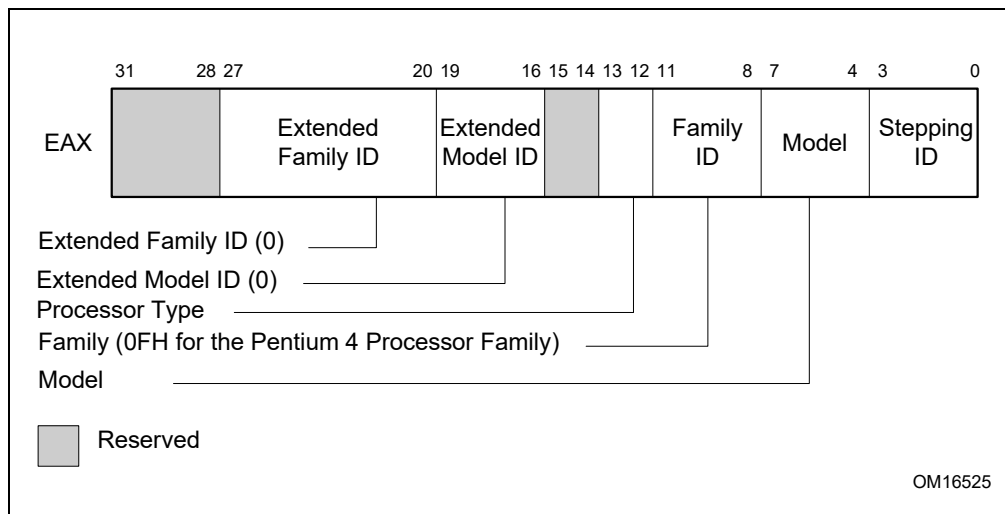 31 28 27 20 19 16 15 14 13 12 11 8 7 4 3 0
EAX
Extended
Family ID
Extended
Model ID
Family
ID
Model
Stepping
ID
Extended Family ID (0)
Extended Model ID (0)
Processor Type
Family (0FH for the Pentium 4 Processor Family)
Model
Reserved
OM16525